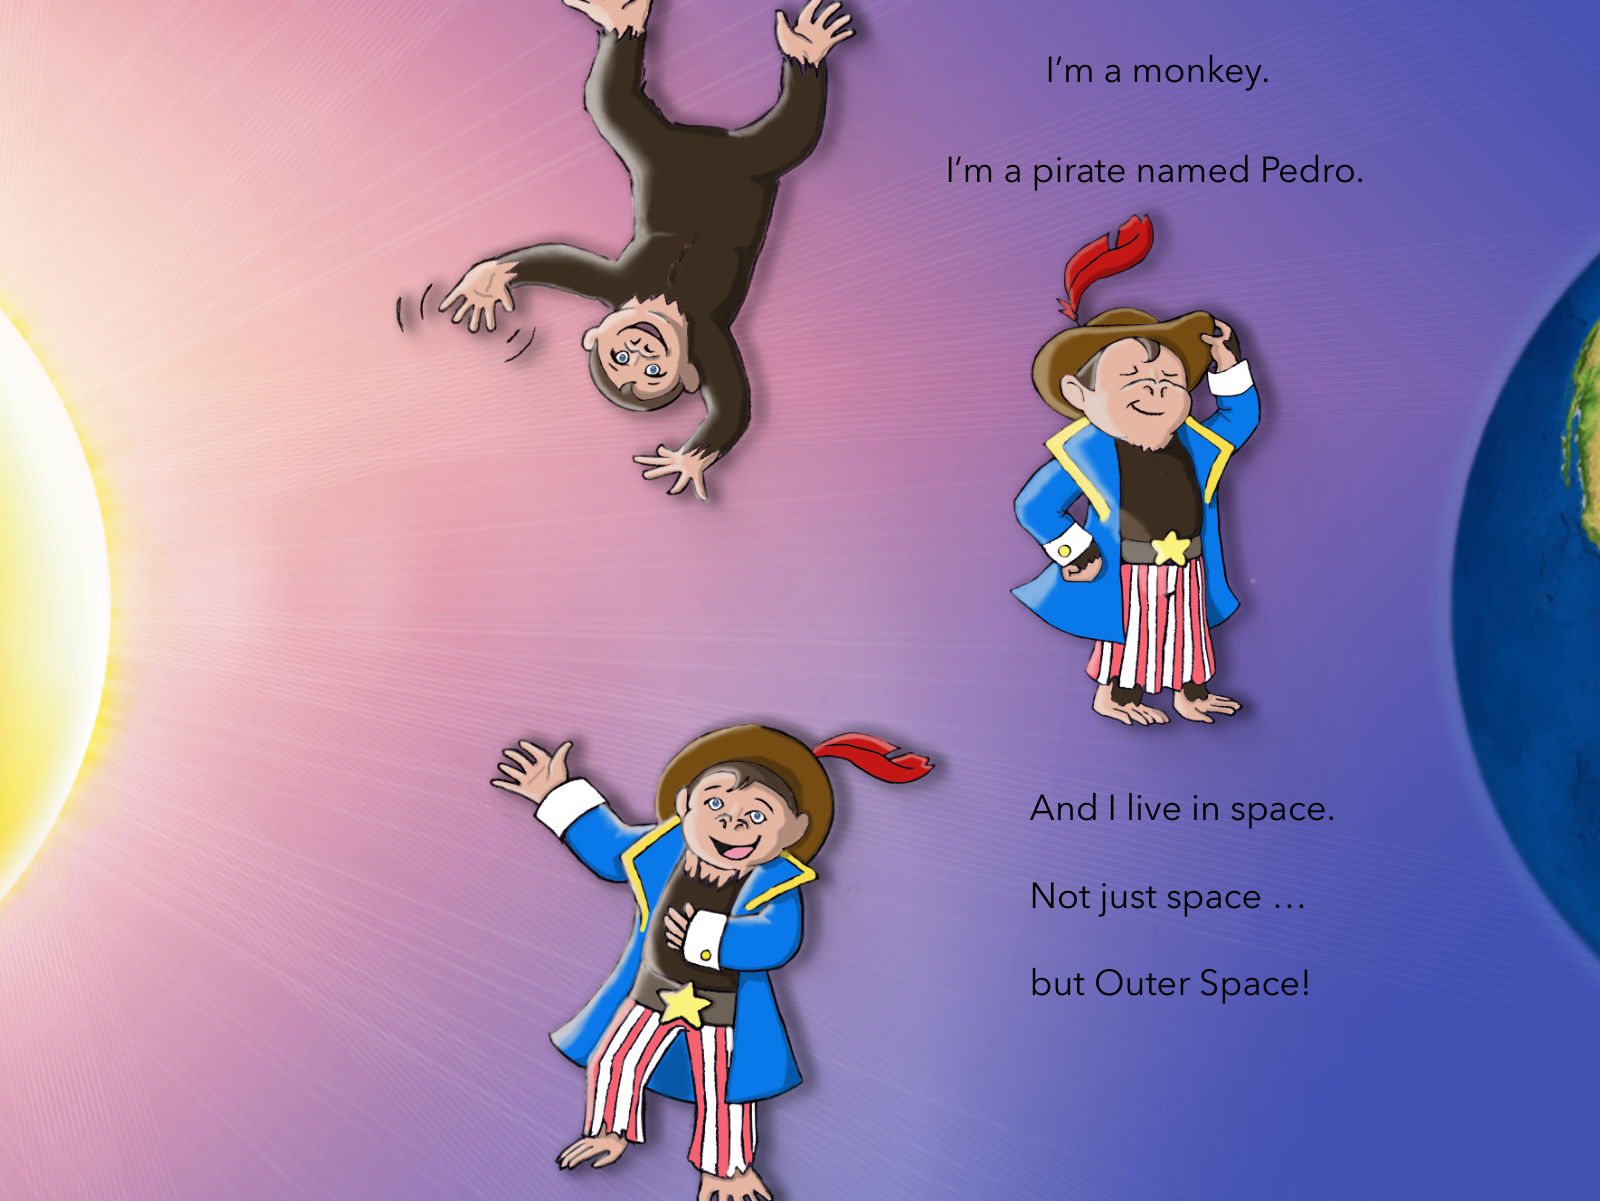 I'm a monkey.
I'm a pirate named Pedro.
And I live in space.
Not just space …
but Outer Space!